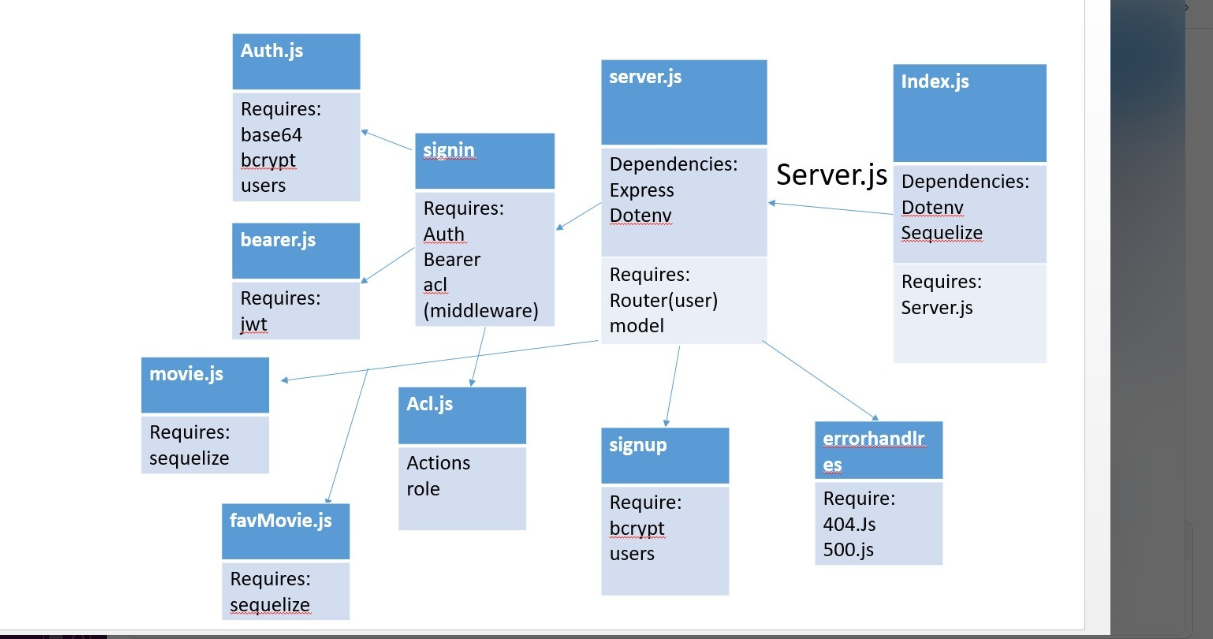 Auth.js
Requires:
base64
bcrypt
users
bearer.js
Requires:
jwt
signin
Requires:
Auth
Bearer
acl
(middleware)
server.js
Dependencies:
Express
Dotenv
Requires:
Router(user)
model
Server.js
Index.js
Dependencies:
Dotenv
Sequelize
Requires:
Server.js
movie.js
Requires:
sequelize
favMovie.js
Requires:
sequelize
Acl.js
Actions
role
signup
Require:
bcrypt
users
errorhandlr
es
Require:
404.Js
500.js